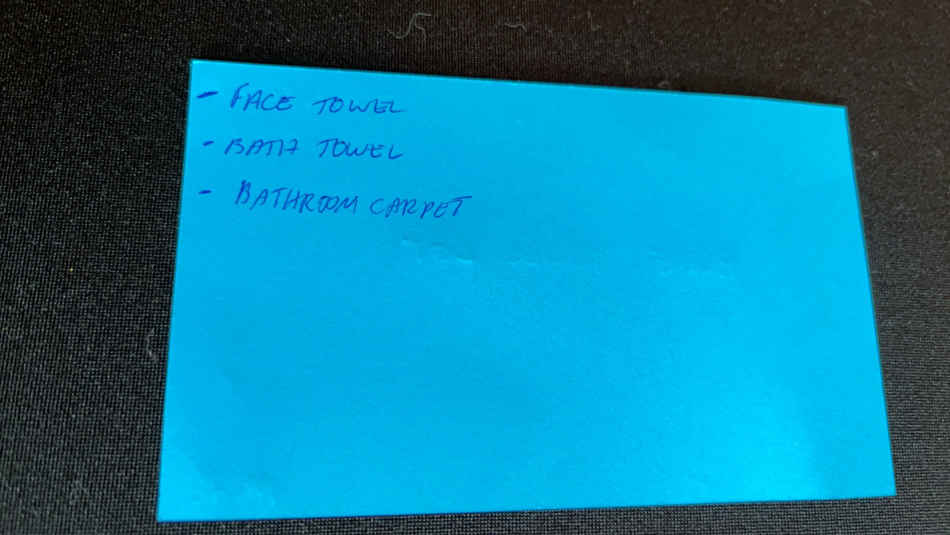 - FACE TOWEL
- BATH TOWEL
- BATHROOM CARPET